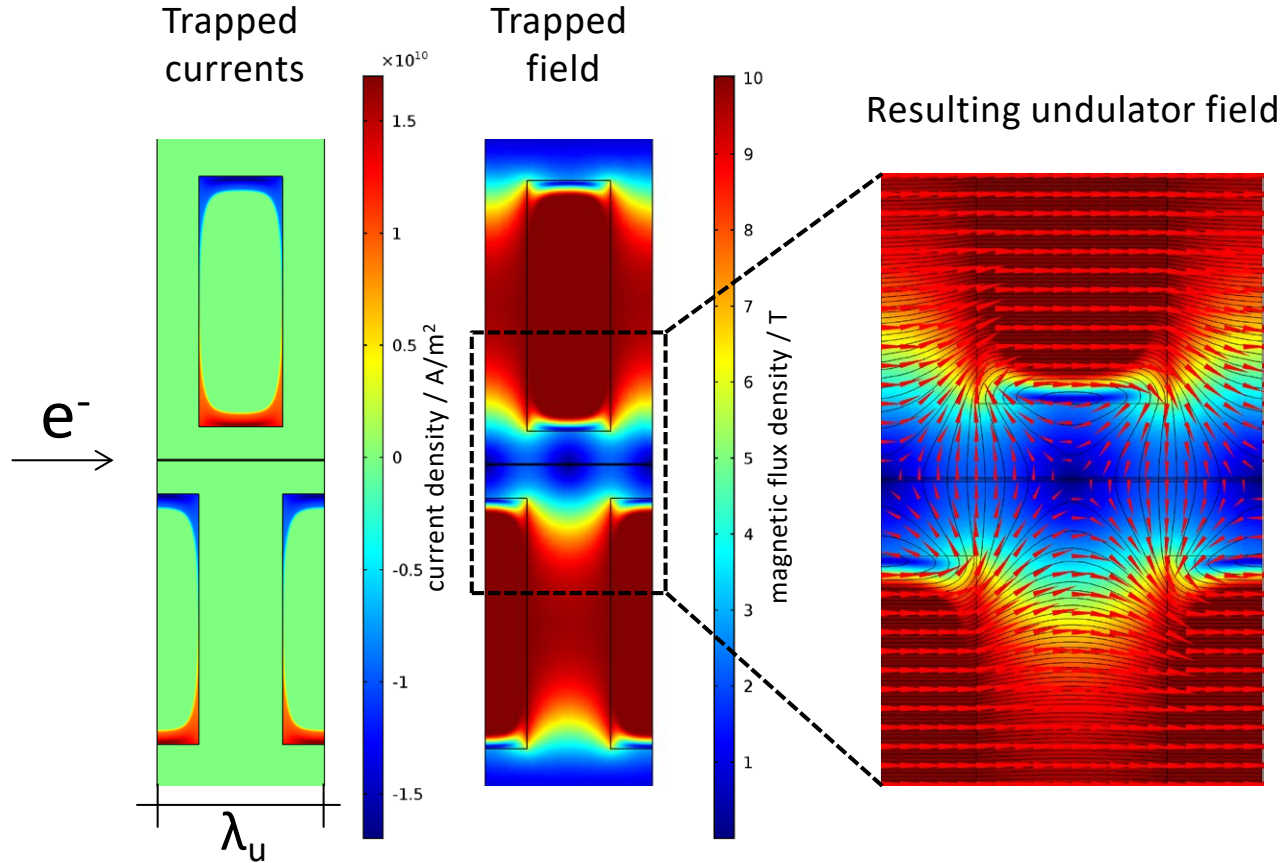 Trapped
currents
Trapped
field
Resulting undulator field
×10¹⁰
1.5
1
0.5
0
-0.5
-1
-1.5
current density / A/m²
10
9
8
7
6
5
4
3
2
1
magnetic flux density / T
e⁻
λᵤ